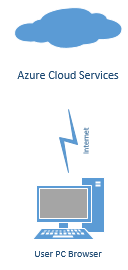 Azure Cloud Services
Internet
User PC Browser